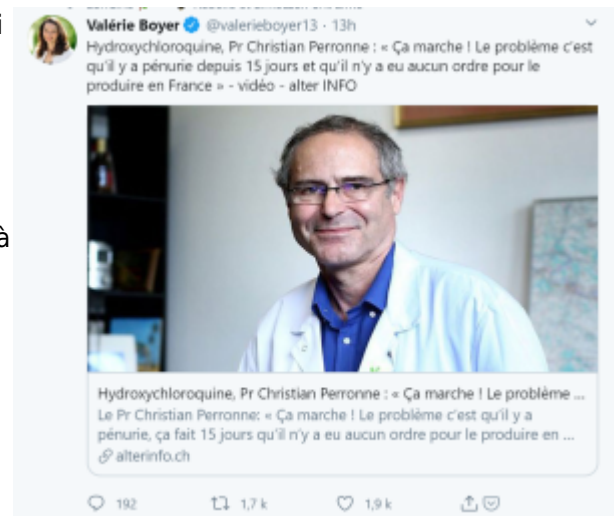 i
Valérie Boyer @valerieboyer13 · 13h
Hydroxychloroquine, Pr Christian Perronne : « Ça marche ! Le problème c'est
qu'il y a pénurie depuis 15 jours et qu'il n'y a eu aucun ordre pour le
produire en France » - vidéo - alter INFO
à
Hydroxychloroquine, Pr Christian Perronne : « Ça marche ! Le problème ...
Le Pr Christian Perronne: « Ça marche ! Le problème c'est qu'il y a
pénurie, ça fait 15 jours qu'il n'y a eu aucun ordre pour le produire en ...
alterinfo.ch
192 1,7 k 1,9 k